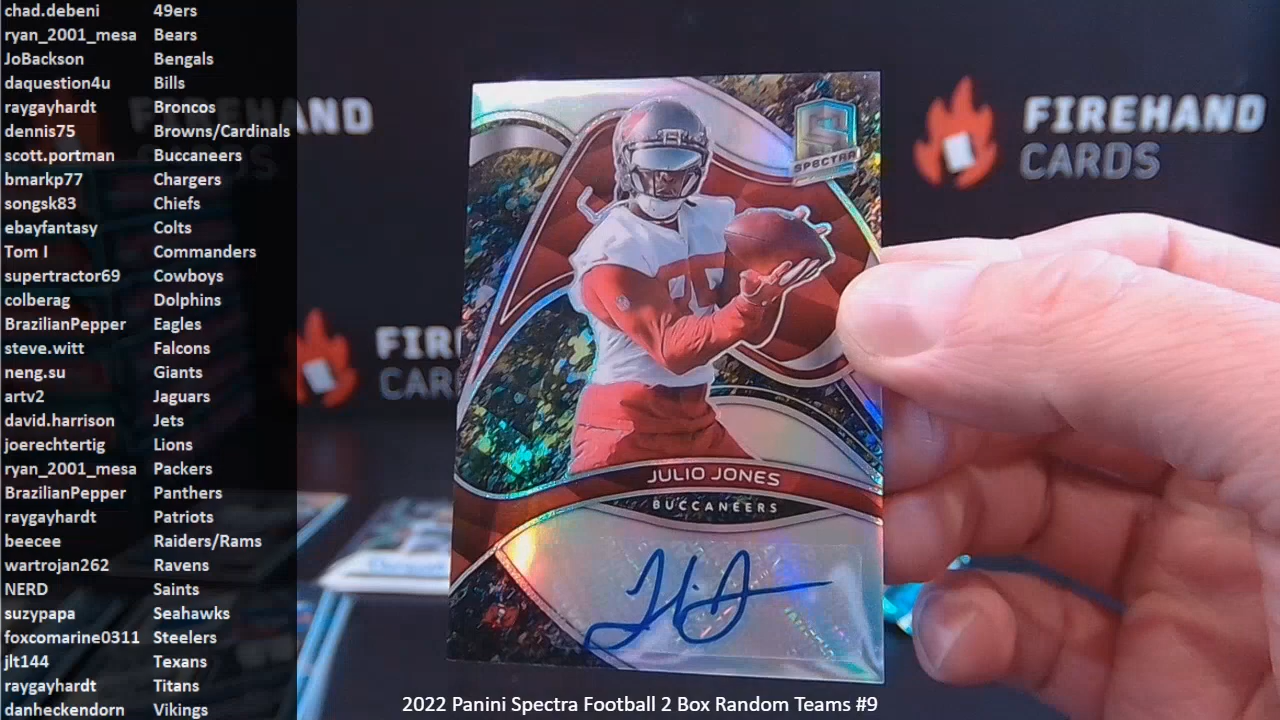 chad.debeni 49ers
ryan_2001_mesa Bears
JoBackson Bengals
daquestion4u Bills
raygayhardt Broncos
dennis75 Browns/Cardinals
scott.portman Buccaneers
bmarkp77 Chargers
songsk83 Chiefs
ebayfantasy Colts
Tom I Commanders
supertractor69 Cowboys
colberag Dolphins
BrazilianPepper Eagles
steve.witt Falcons
neng.su Giants
artv2 Jaguars
david.harrison Jets
joerechtertig Lions
ryan_2001_mesa Packers
BrazilianPepper Panthers
raygayhardt Patriots
beecee Raiders/Rams
wartrojan262 Ravens
NERD Saints
suzypapa Seahawks
foxcomarine0311 Steelers
jlt144 Texans
raygayhardt Titans
danheckendorn Vikings
SPECTRA
JULIO JONES
BUCCANEERS
FIREHAND
CARDS
2022 Panini Spectra Football 2 Box Random Teams #9